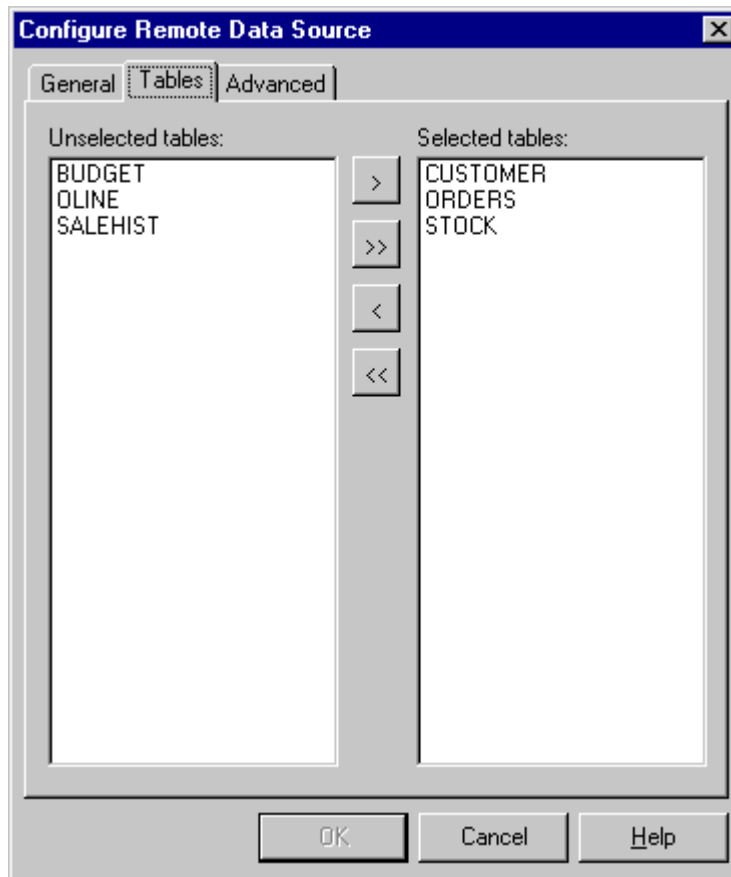 Configure Remote Data Source
General Tables Advanced
Unselected tables:
BUDGET
OLINE
SALEHIST
>
>>
<
<<
Selected tables:
CUSTOMER
ORDERS
STOCK
OK Cancel Help